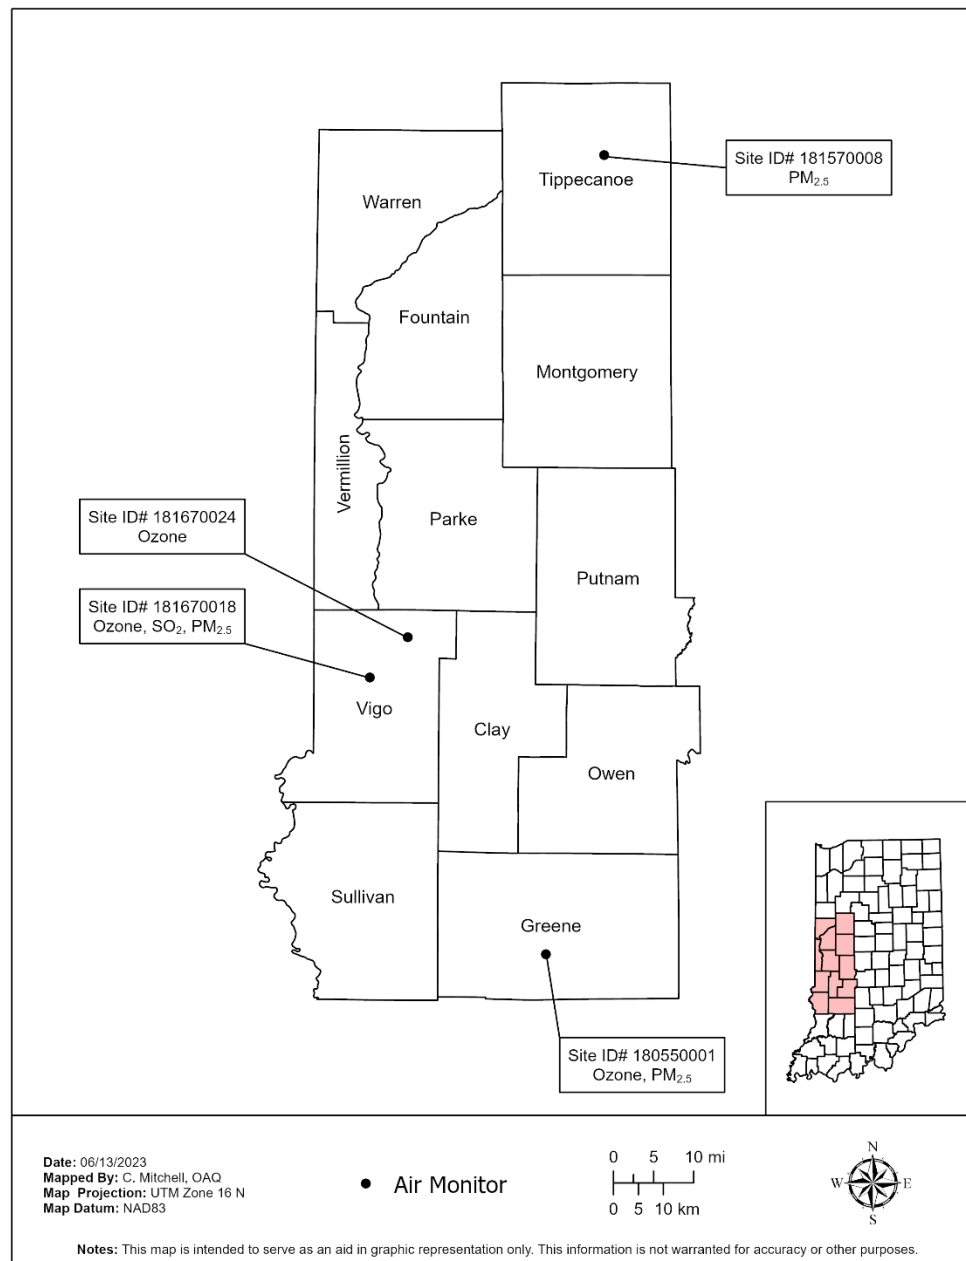 Site ID# 181570008
PM₂.₅
Tippecanoe
Warren
Fountain
Montgomery
Vermillion
Site ID# 181670024
Ozone
Parke
Putnam
Site ID# 181670018
Ozone, SO₂, PM₂.₅
Vigo
Clay
Owen
Sullivan
Greene
Site ID# 180550001
Ozone, PM₂.₅
Date: 06/13/2023
Mapped By: C. Mitchell, OAQ
Map Projection: UTM Zone 16 N
Map Datum: NAD83
Air Monitor
0 5 10 mi
0 5 10 km
N
W E
S
Notes: This map is intended to serve as an aid in graphic representation only. This information is not warranted for accuracy or other purposes.